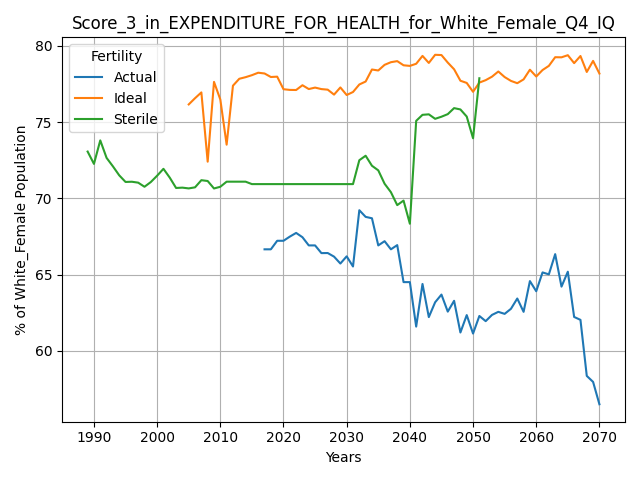 Score_3_in_EXPENDITURE_FOR_HEALTH_for_White_Female_Q4_IQ
Fertility
Actual
Ideal
Sterile
% of White_Female Population
80
75
70
65
60
1990 2000 2010 2020 2030 2040 2050 2060 2070
Years